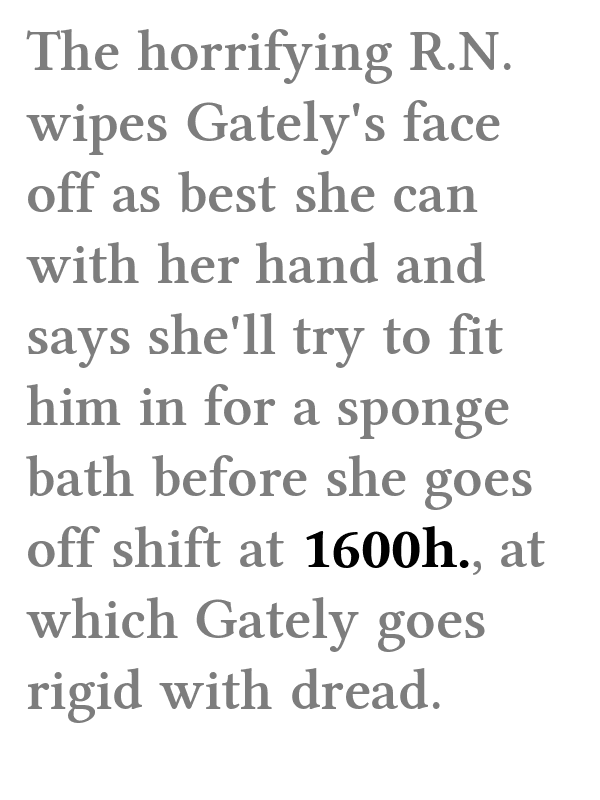 The horrifying R.N.
wipes Gately's face
off as best she can
with her hand and
says she'll try to fit
him in for a sponge
bath before she goes
off shift at 1600h., at
which Gately goes
rigid with dread.